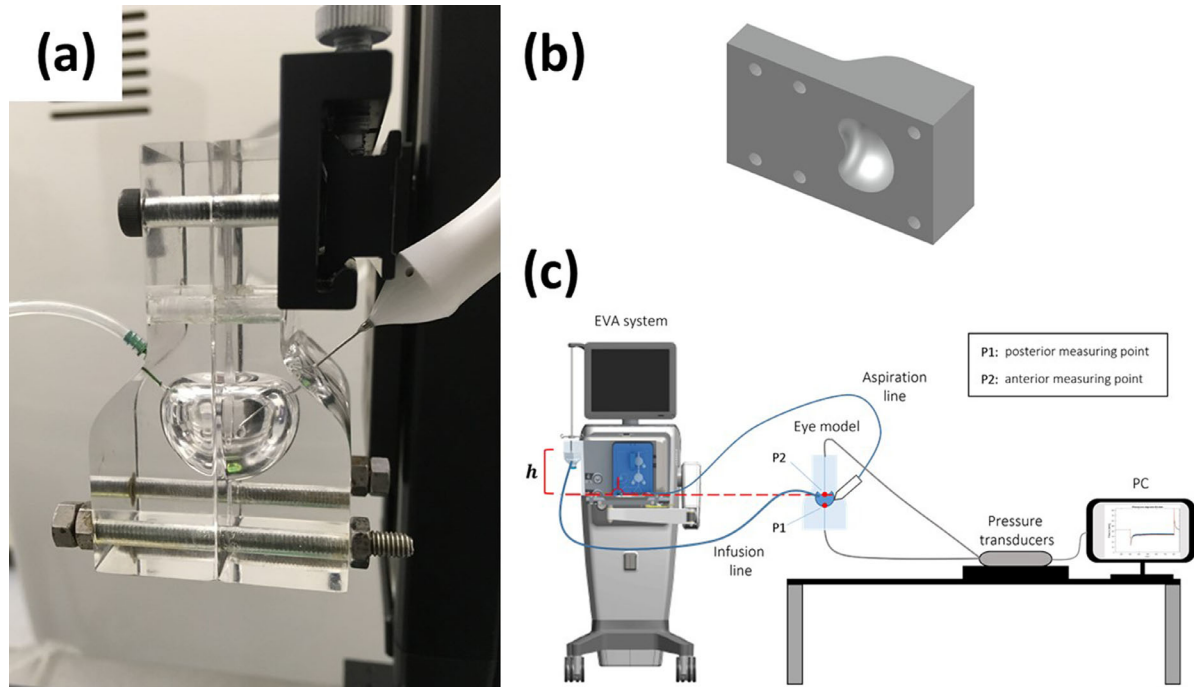 (a)
(b)
(c)
EVA system
P1: posterior measuring point
P2: anterior measuring point
Aspiration
line
Eye model
P2
h
P1
PC
Pressure
transducers
Infusion
line